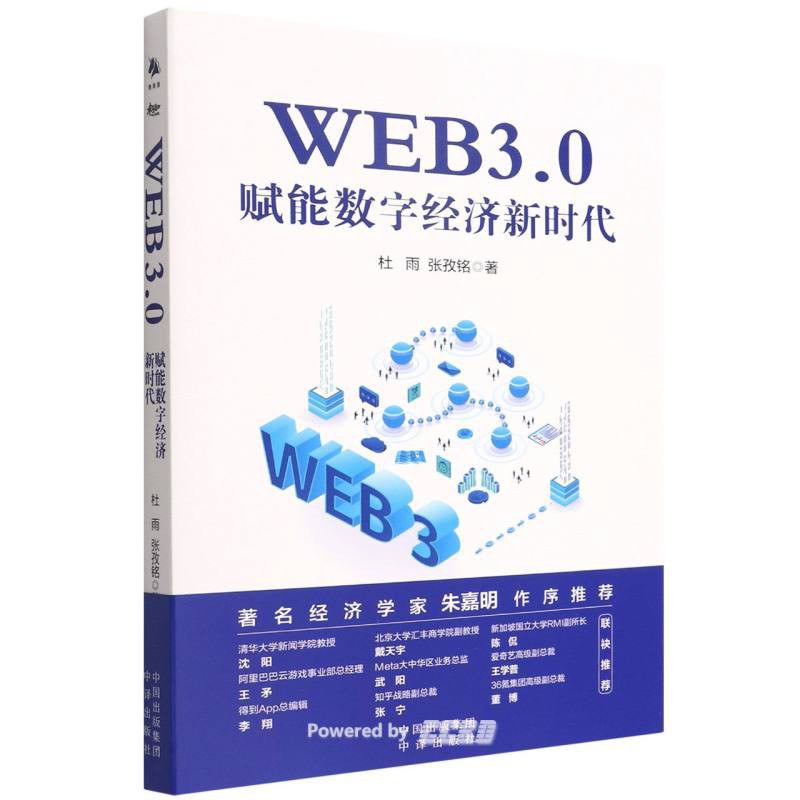 WEB3.0
赋能数字经济新时代
杜 雨 张孜铭◎著
WEB 3
著名经济学家 朱嘉明 作序推荐
清华大学新闻学院教授
沈 阳
阿里巴巴云游戏事业部总经理
王 矛
得到App总编辑
李 翔
北京大学汇丰商学院副教授
戴天宇
Meta大中华区业务总监
武 阳
知乎战略副总裁
张 宁
新加坡国立大学RMI副所长
陈 侃
爱奇艺高级副总裁
王学普
36氪集团高级副总裁
董 博
联袂推荐
中国出版集团
中译出版社
Powered by
WEB3.0
赋能数字经济
新时代
杜 雨 张孜铭
中国出版集团
中译出版社